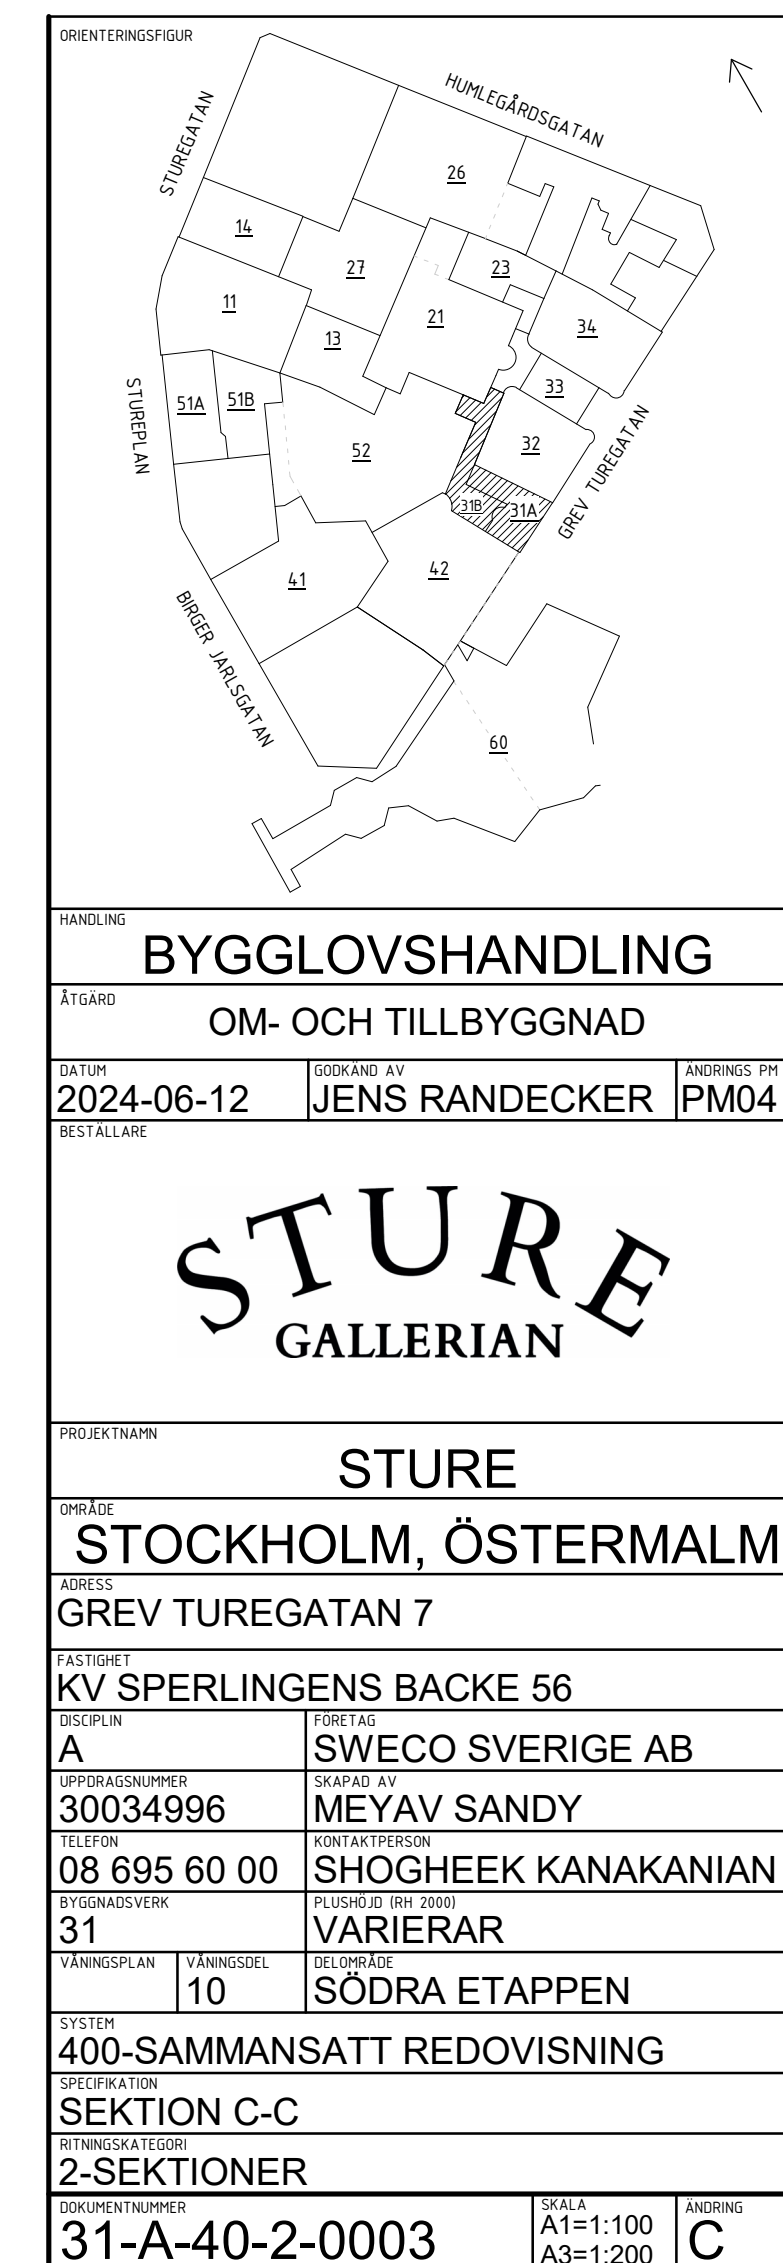 ORIENTERINGSFIGUR
HUMLEGÅRDSGATAN
STUREGATAN
26
14
27
23
11
21
34
13
33
51A
51B
STUREPLAN
52
32
GREV TUREGATAN
31B
31A
42
41
BIRGER JARLSGATAN
60
HANDLING
BYGGLOVSHANDLING
ÅTGÄRD
OM- OCH TILLBYGGNAD
DATUM GODKÄND AV ÄNDRINGS PM
2024-06-12 JENS RANDECKER PM04
BESTÄLLARE
STURE
GALLERIAN
PROJEKTNAMN
STURE
OMRÅDE
STOCKHOLM, ÖSTERMALM
ADRESS
GREV TUREGATAN 7
FASTIGHET
KV SPERLINGENS BACKE 56
DISCIPLIN FÖRETAG
A SWECO SVERIGE AB
UPPDRAGSNUMMER SKAPAD AV
30034996 MEYAV SANDY
TELEFON KONTAKTPERSON
08 695 60 00 SHOGHEEK KANAKANIAN
BYGGNADSVERK PLUSHÖJD (RH 2000)
31 VARIERAR
VÅNINGSPLAN VÅNINGSDEL DELOMRÅDE
10 SÖDRA ETAPPEN
SYSTEM
400-SAMMANSATT REDOVISNING
SPECIFIKATION
SEKTION C-C
RITNINGSKATEGORI
2-SEKTIONER
DOKUMENTNUMMER SKALA ÄNDRING
31-A-40-2-0003 A1=1:100 C
A3=1:200